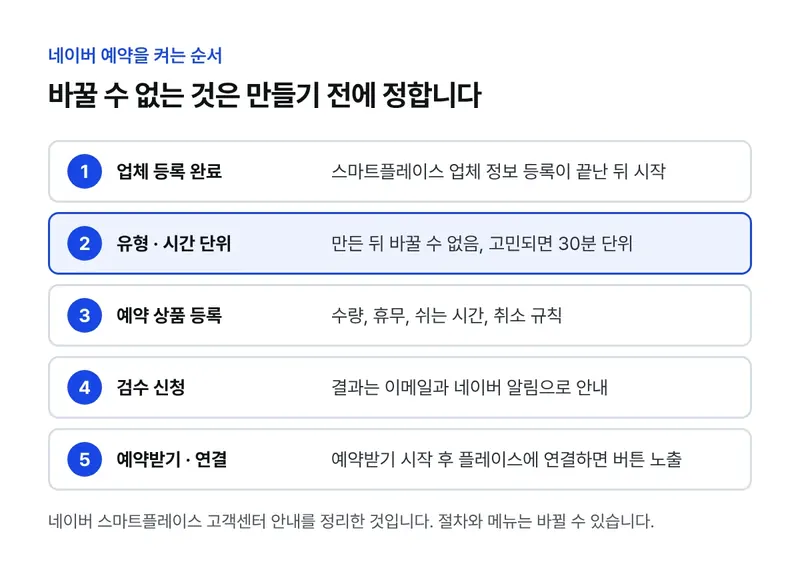 네이버 예약을 켜는 순서
바꿀 수 없는 것은 만들기 전에 정합니다
1 업체 등록 완료 스마트플레이스 업체 정보 등록이 끝난 뒤 시작
2 유형 · 시간 단위 만든 뒤 바꿀 수 없음, 고민되면 30분 단위
3 예약 상품 등록 수량, 휴무, 쉬는 시간, 취소 규칙
4 검수 신청 결과는 이메일과 네이버 알림으로 안내
5 예약받기 · 연결 예약받기 시작 후 플레이스에 연결하면 버튼 노출
네이버 스마트플레이스 고객센터 안내를 정리한 것입니다. 절차와 메뉴는 바뀔 수 있습니다.